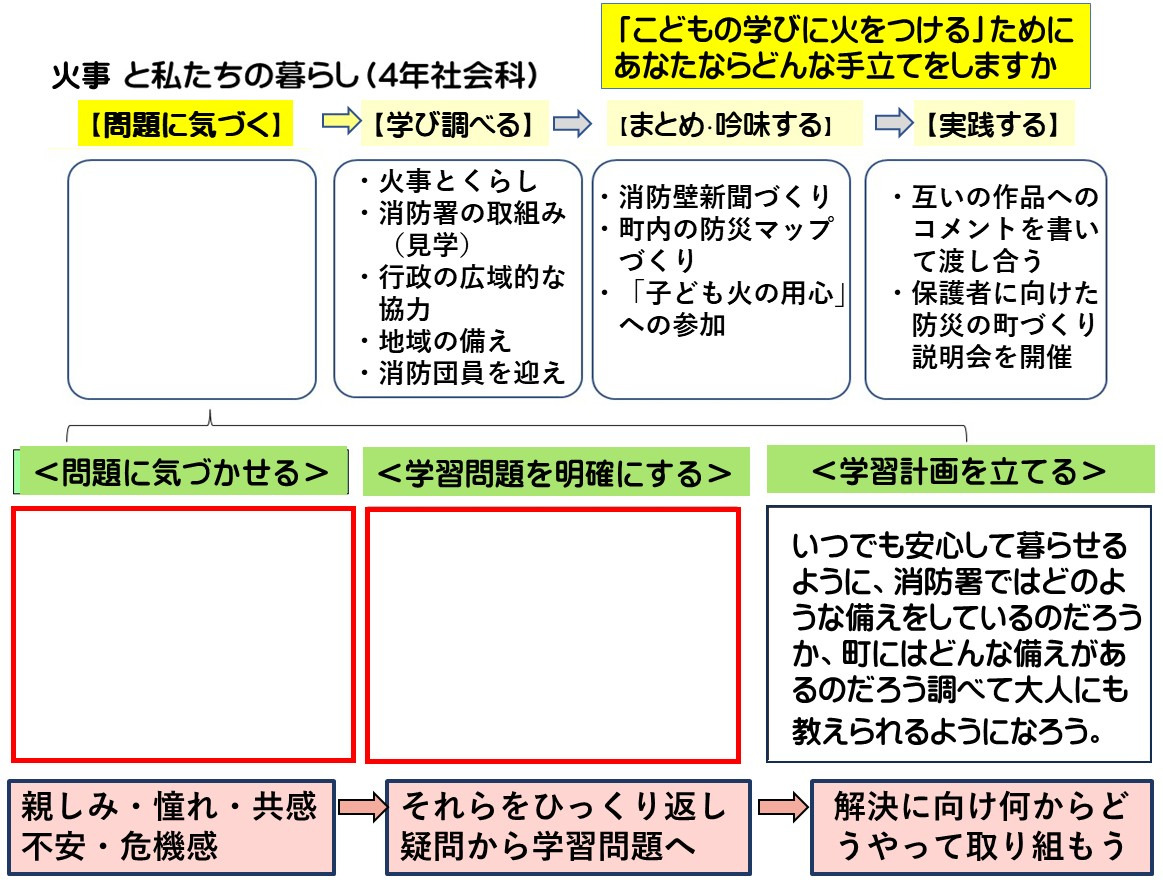 「こどもの学びに火をつける」ために
あなたならどんな手立てをしますか
火事 と私たちの暮らし（4年社会科）
【問題に気づく】
【学び調べる】
【まとめ・吟味する】
【実践する】
・火事とくらし
・消防署の取組み
（見学）
・行政の広域的な
協力
・地域の備え
・消防団員を迎え
・消防壁新聞づくり
・町内の防災マップ
づくり
・「子ども火の用心」
への参加
・互いの作品への
コメントを書い
て渡し合う
・保護者に向けた
防災の町づくり
説明会を開催
＜問題に気づかせる＞
＜学習問題を明確にする＞
＜学習計画を立てる＞
いつでも安心して暮らせる
ように、消防署ではどのよ
うな備えをしているのだろう
か、町にはどんな備えがあ
るのだろう調べて大人にも
教えられるようになろう。
親しみ・憧れ・共感
不安・危機感
それらをひっくり返し
疑問から学習問題へ
解決に向け何からど
うやって取り組もう